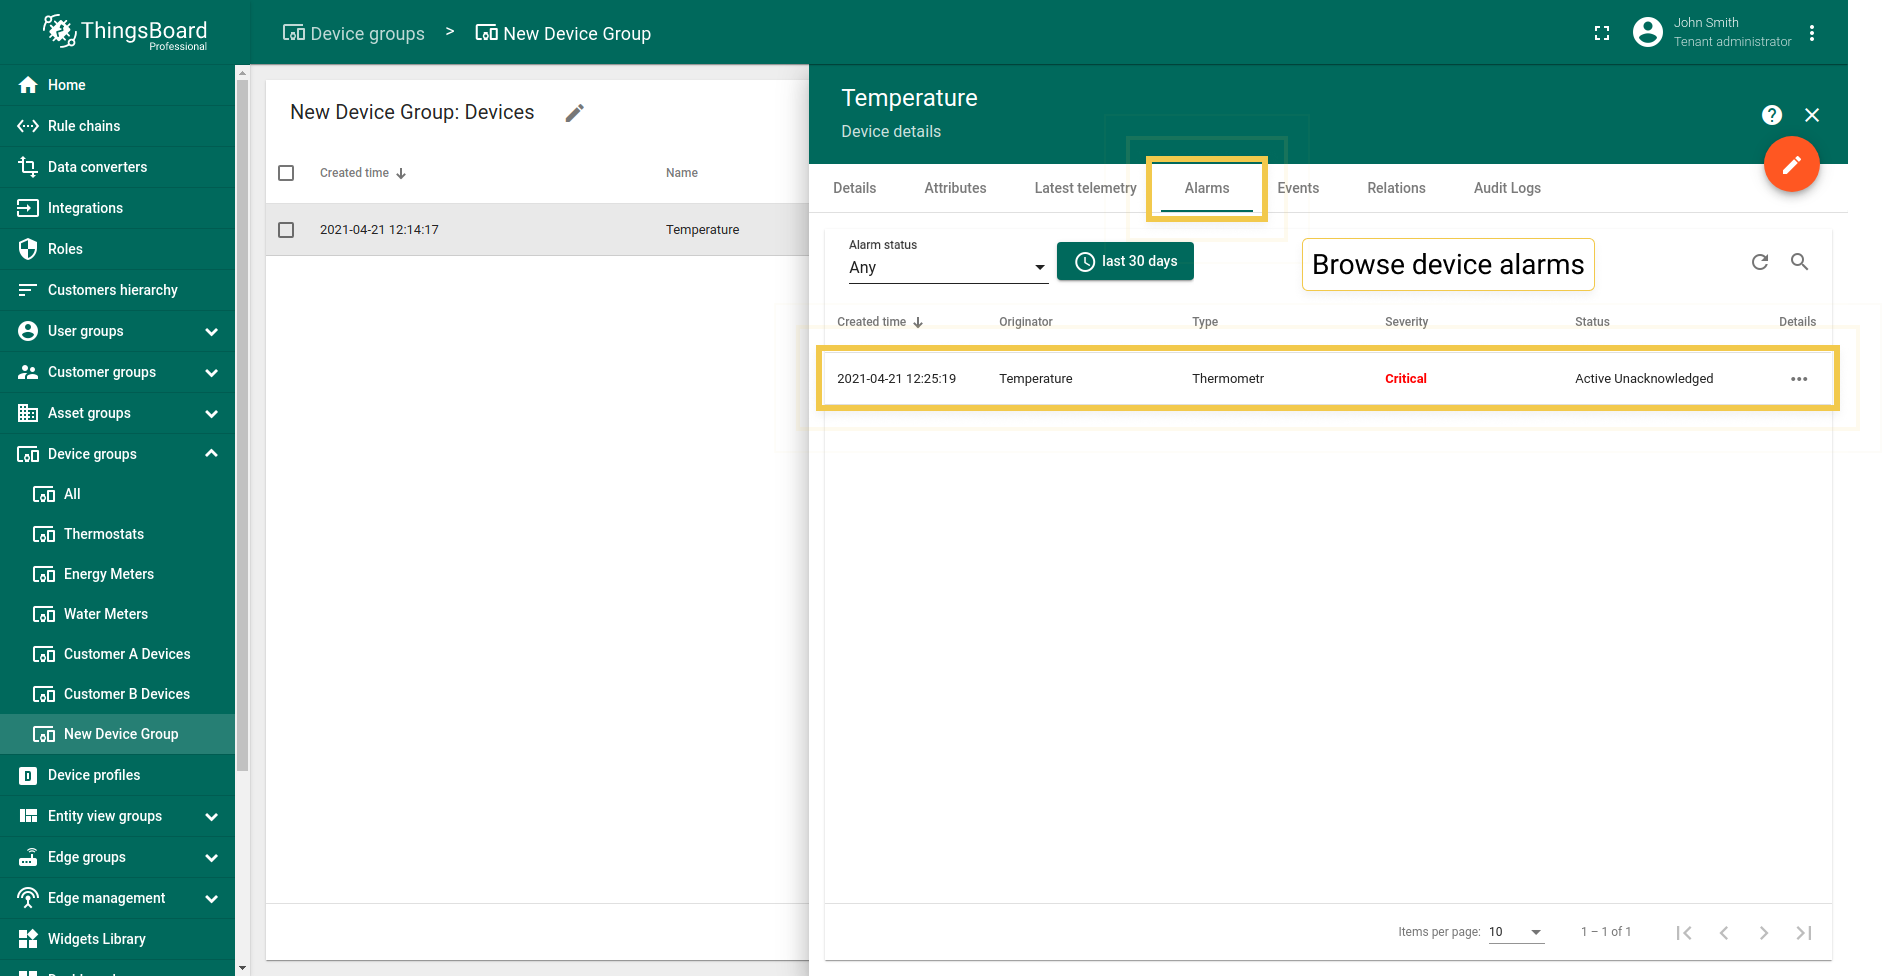 ThingsBoard
Professional
Device groups > New Device Group
John Smith
Tenant administrator
Home
Rule chains
Data converters
Integrations
Roles
Customers hierarchy
User groups
Customer groups
Asset groups
Device groups
All
Thermostats
Energy Meters
Water Meters
Customer A Devices
Customer B Devices
New Device Group
Device profiles
Entity view groups
Edge groups
Edge management
Widgets Library
New Device Group: Devices
Created time Name
2021-04-21 12:14:17 Temperature
Temperature
Device details
Details Attributes Latest telemetry Alarms Events Relations Audit Logs
Alarm status
Any
last 30 days
Browse device alarms
Created time Originator Type Severity Status Details
2021-04-21 12:25:19 Temperature Thermometr Critical Active Unacknowledged
Items per page: 10 1 – 1 of 1